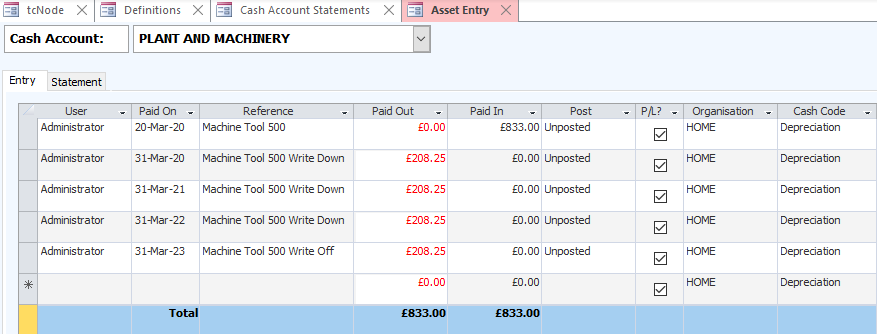 tcNode Definitions Cash Account Statements Asset Entry
Cash Account: PLANT AND MACHINERY
Entry Statement
User Paid On Reference Paid Out Paid In Post P/L? Organisation Cash Code
Administrator 20-Mar-20 Machine Tool 500 £0.00 £833.00 Unposted HOME Depreciation
Administrator 31-Mar-20 Machine Tool 500 Write Down £208.25 £0.00 Unposted HOME Depreciation
Administrator 31-Mar-21 Machine Tool 500 Write Down £208.25 £0.00 Unposted HOME Depreciation
Administrator 31-Mar-22 Machine Tool 500 Write Down £208.25 £0.00 Unposted HOME Depreciation
Administrator 31-Mar-23 Machine Tool 500 Write Off £208.25 £0.00 Unposted HOME Depreciation
£0.00 £0.00 HOME Depreciation
Total £833.00 £833.00